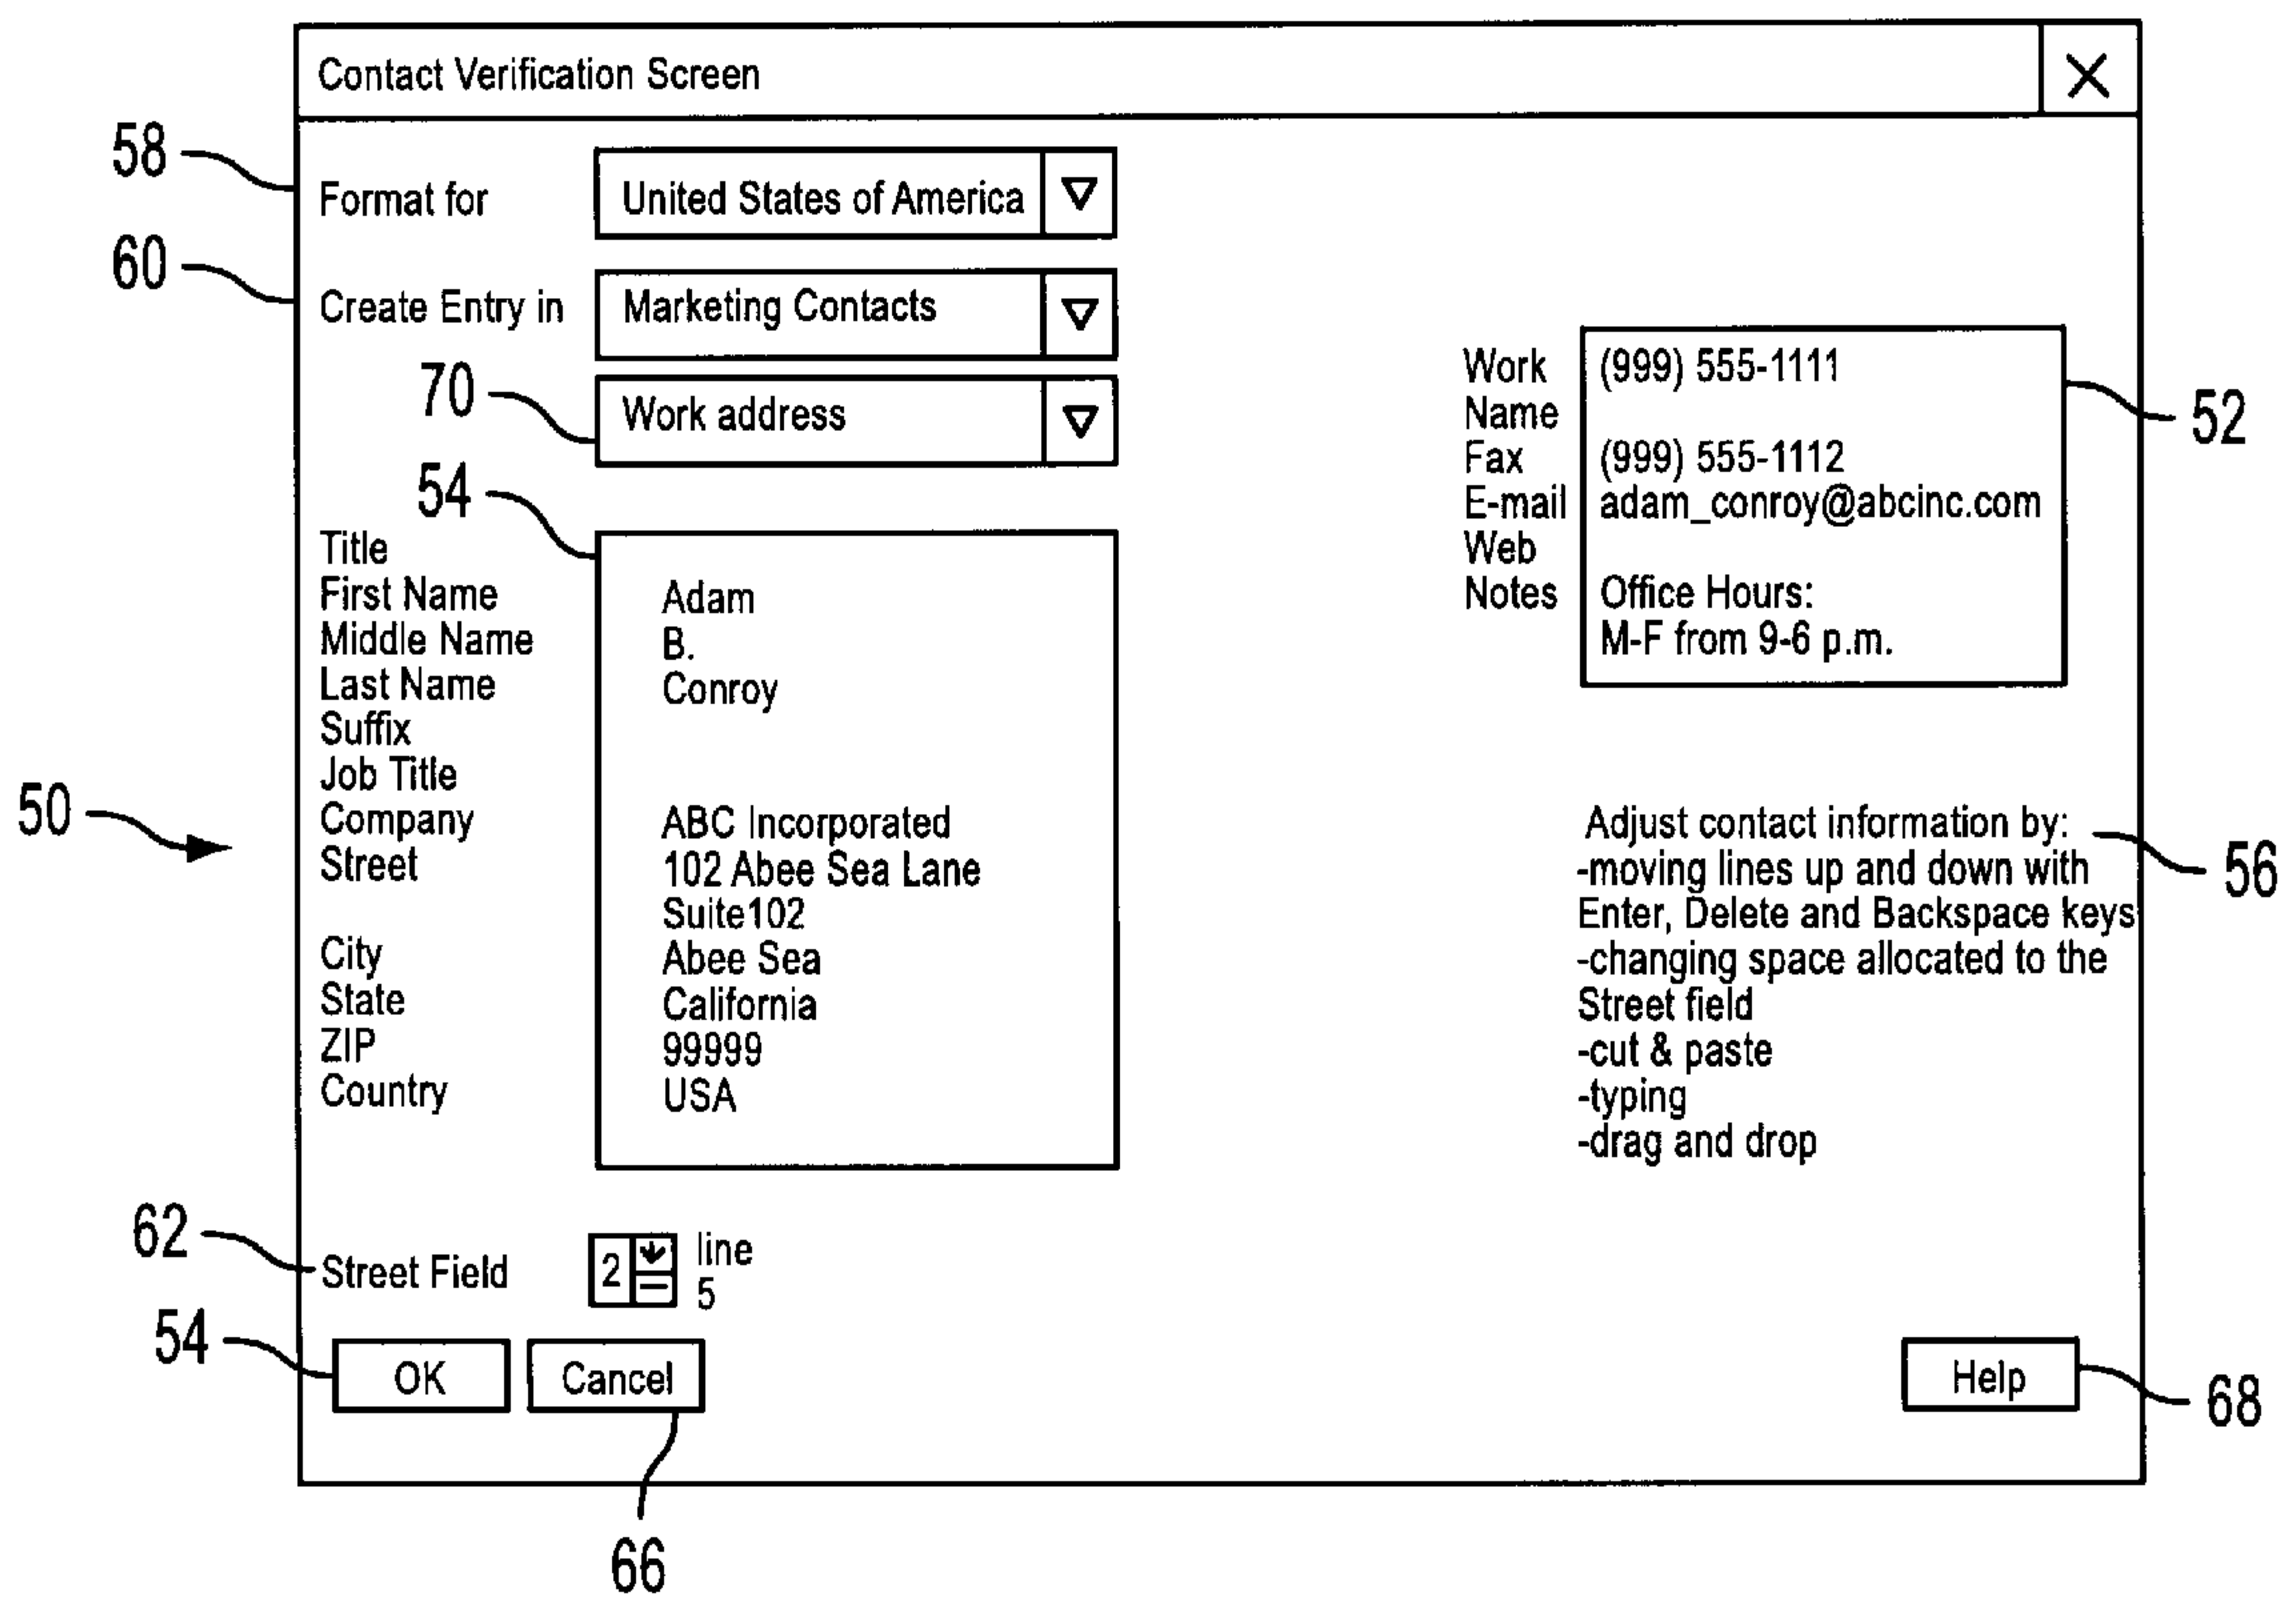 Contact Verification Screen
58
Format for United States of America
60
Create Entry in Marketing Contacts
70
Work address
54
Title
First Name Adam
Middle Name B.
Last Name Conroy
Suffix
Job Title
50
Company ABC Incorporated
Street 102 Abee Sea Lane
Suite102
City Abee Sea
State California
ZIP 99999
Country USA
62
Street Field 2 line
5
54
OK Cancel
66
Work (999) 555-1111
52
Name
Fax (999) 555-1112
E-mail adam_conroy@abcinc.com
Web
Notes Office Hours:
M-F from 9-6 p.m.
Adjust contact information by:
56
-moving lines up and down with
Enter, Delete and Backspace keys
-changing space allocated to the
Street field
-cut & paste
-typing
-drag and drop
Help
68